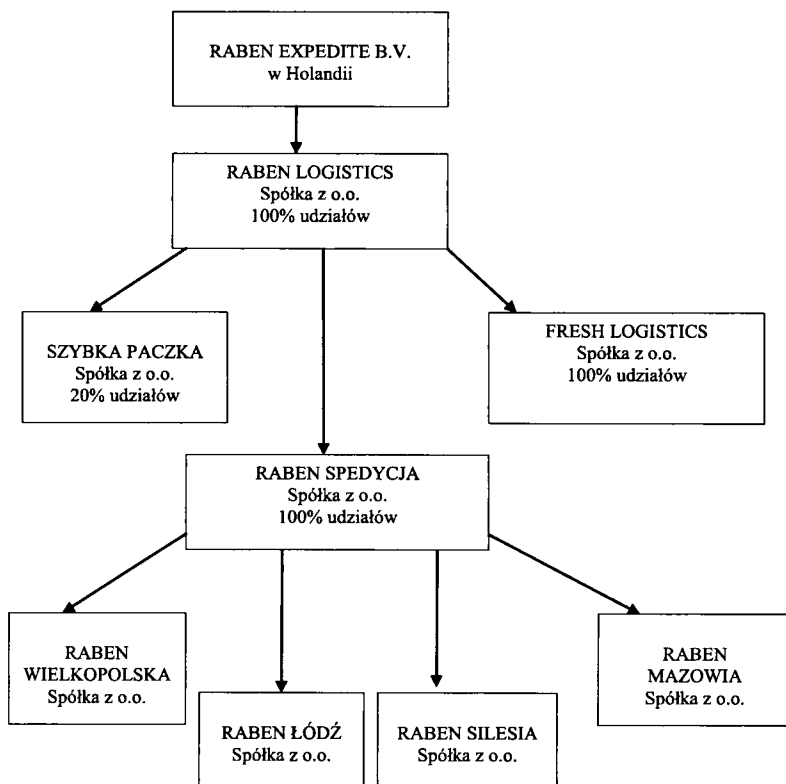 RABEN EXPEDITE B.V.
w Holandii
RABEN LOGISTICS
Spółka z o.o.
100% udziałów
SZYBKA PACZKA
Spółka z o.o.
20% udziałów
FRESH LOGISTICS
Spółka z o.o.
100% udziałów
RABEN SPEDYCJA
Spółka z o.o.
100% udziałów
RABEN
WIELKOPOLSKA
Spółka z o.o.
RABEN ŁÓDŹ
Spółka z o.o.
RABEN SILESIA
Spółka z o.o.
RABEN
MAZOWIA
Spółka z o.o.